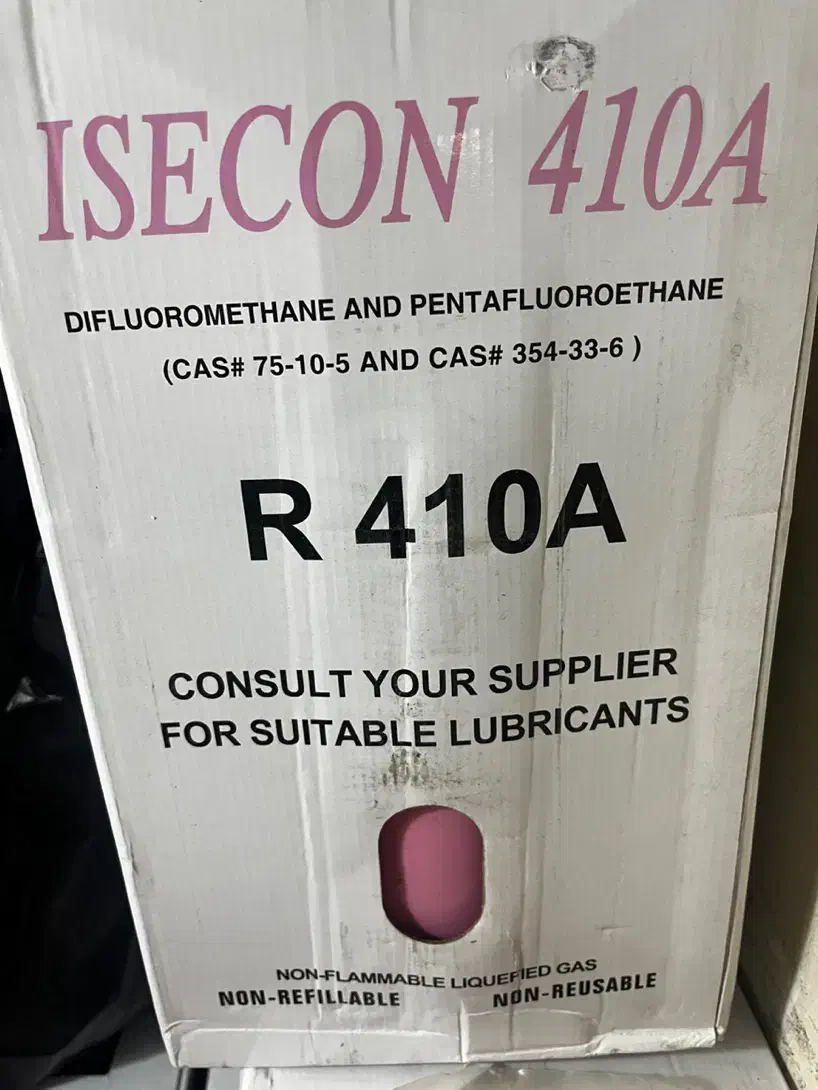 ISECON 410A
DIFLUOROMETHANE AND PENTAFLUOROETHANE
(CAS# 75-10-5 AND CAS# 354-33-6 )
R 410A
CONSULT YOUR SUPPLIER
FOR SUITABLE LUBRICANTS
NON-FLAMMABLE LIQUEFIED GAS
NON-REFILLABLE NON-REUSABLE